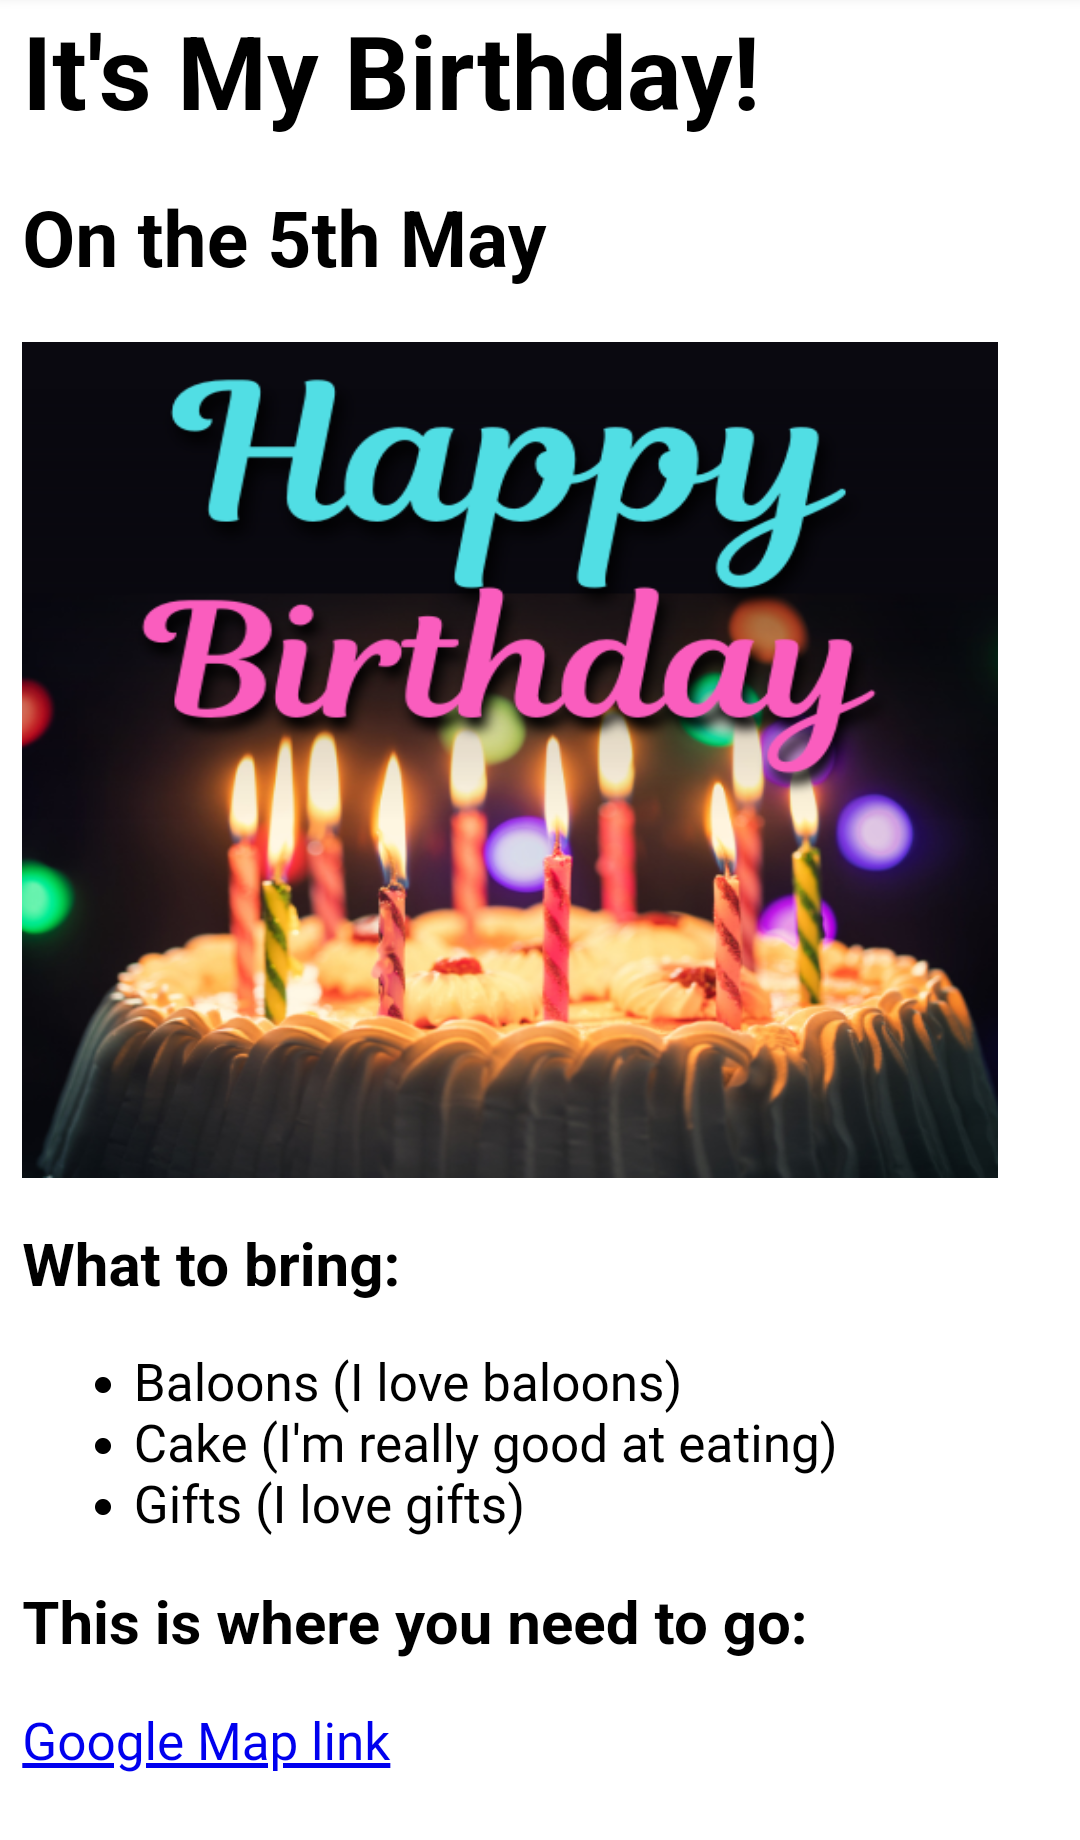 It's My Birthday!
On the 5th May
Happy
Birthday
What to bring:
• Baloons (I love baloons)
• Cake (I'm really good at eating)
• Gifts (I love gifts)
This is where you need to go:
Google Map link